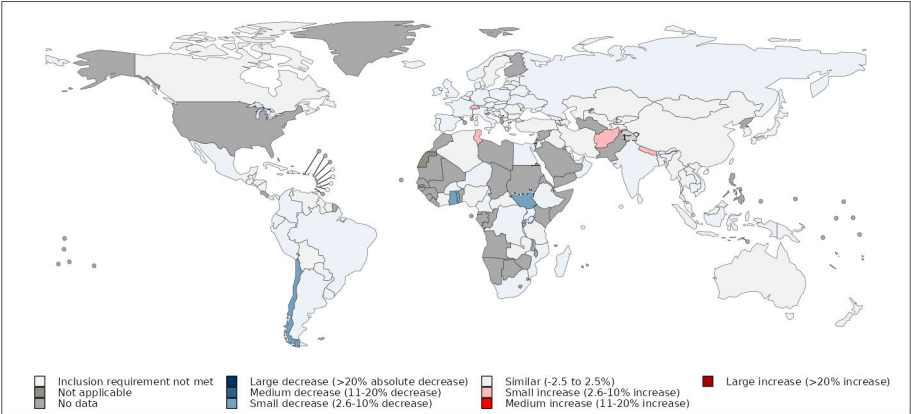 Inclusion requirement not met
Not applicable
No data
Large decrease (>20% absolute decrease)
Medium decrease (11-20% decrease)
Small decrease (2.6-10% decrease)
Similar (-2.5 to 2.5%)
Small increase (2.6-10% increase)
Medium increase (11-20% increase)
Large increase (>20% increase)